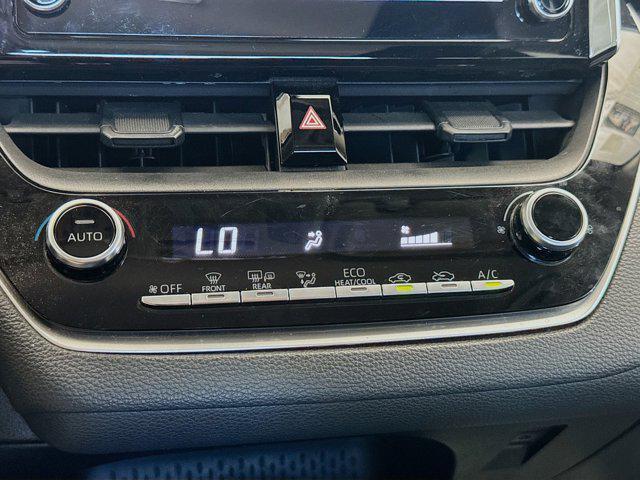 AUTO
LO
OFF
FRONT
REAR
ECO
HEAT/COOL
A/C